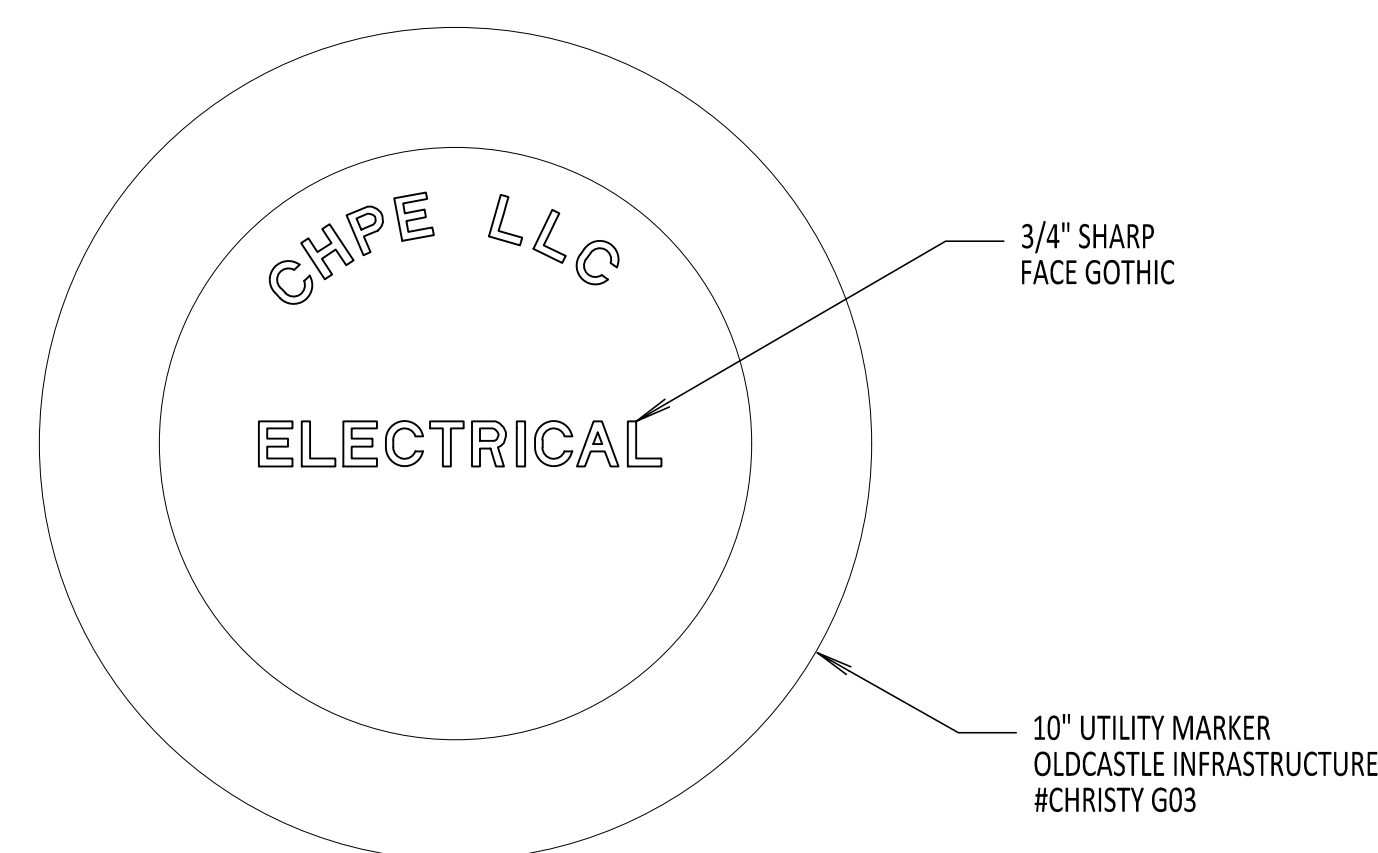 CHPE LLC
3/4" SHARP
FACE GOTHIC
ELECTRICAL
10" UTILITY MARKER
OLDCASTLE INFRASTRUCTURE
#CHRISTY G03